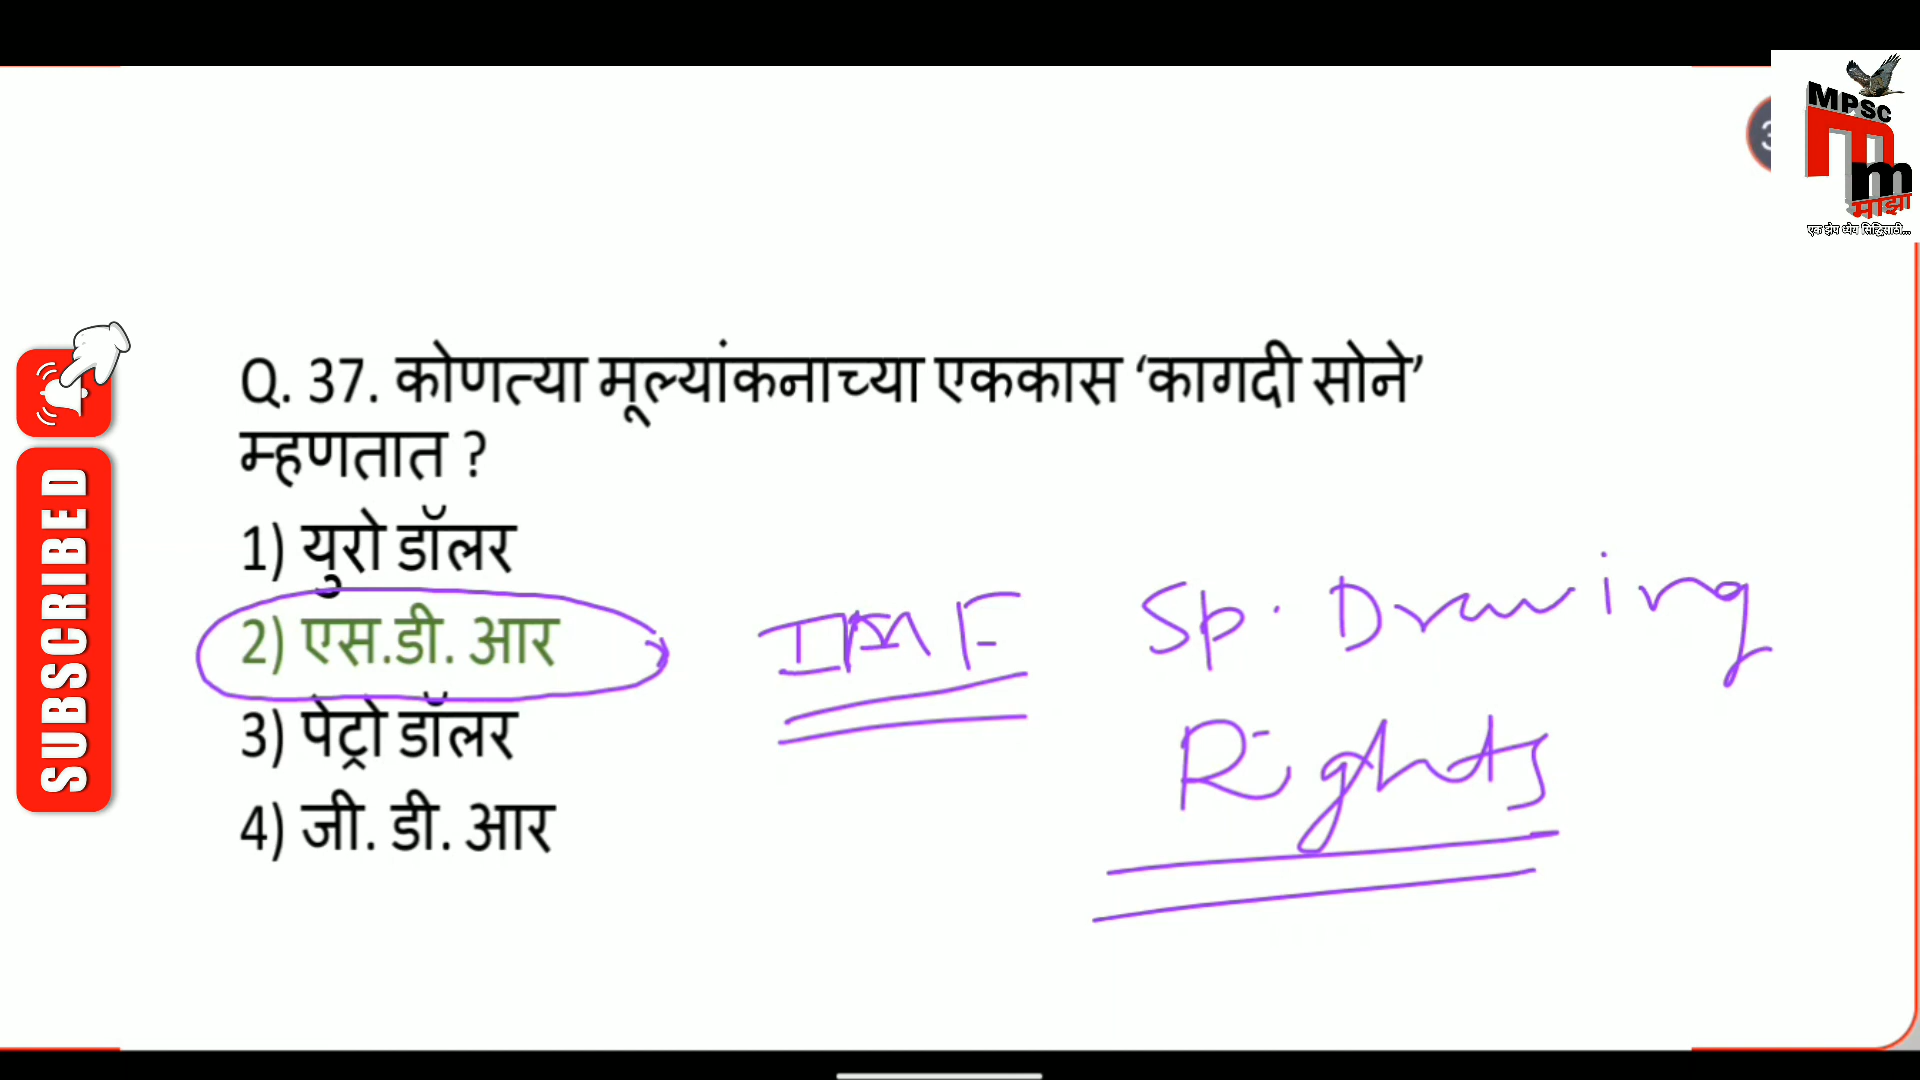 MPSC
माझा
एक झेप ध्येय सिद्धिसाठी...
Q. 37. कोणत्या मूल्यांकनाच्या एककास ‘कागदी सोने’
म्हणतात ?
1) युरो डॉलर
2) एस.डी. आर
3) पेट्रो डॉलर
4) जी. डी. आर
IMF
Sp. Drawing
Rights
SUBSCRIBED